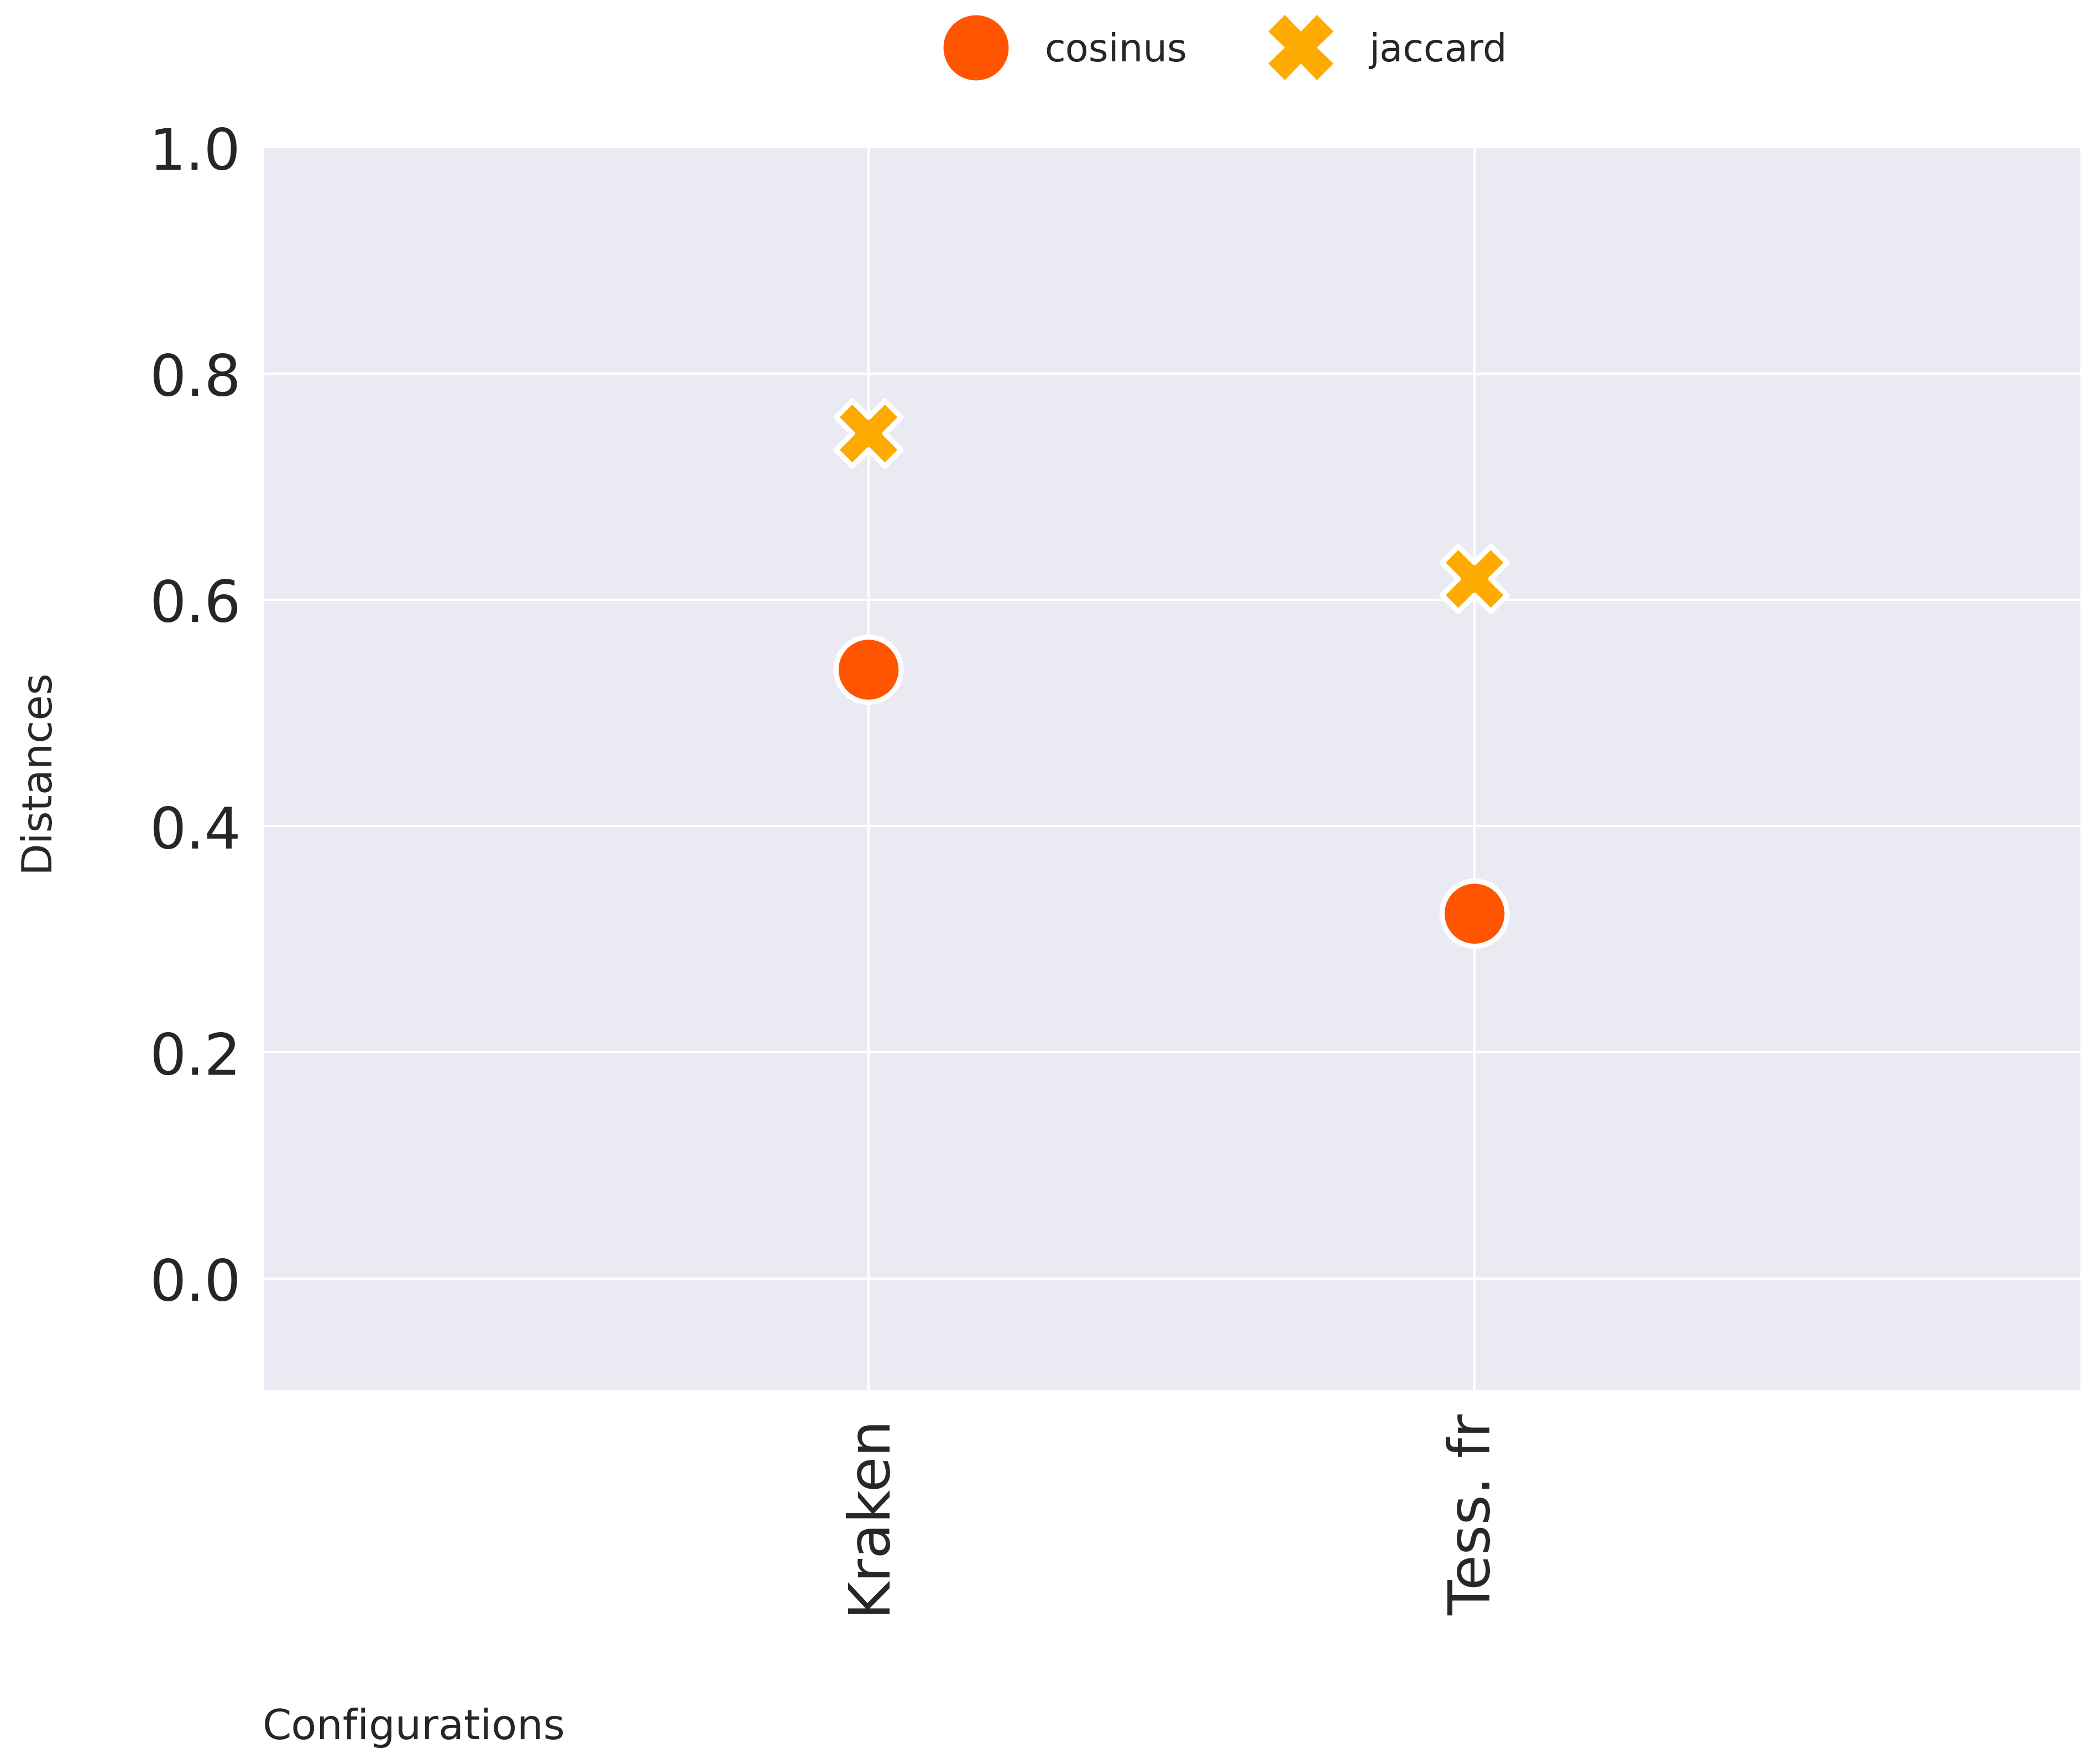 cosinus jaccard
1.0
0.8
0.6
0.4
0.2
0.0
Distances
Kraken
Tess. fr
Configurations